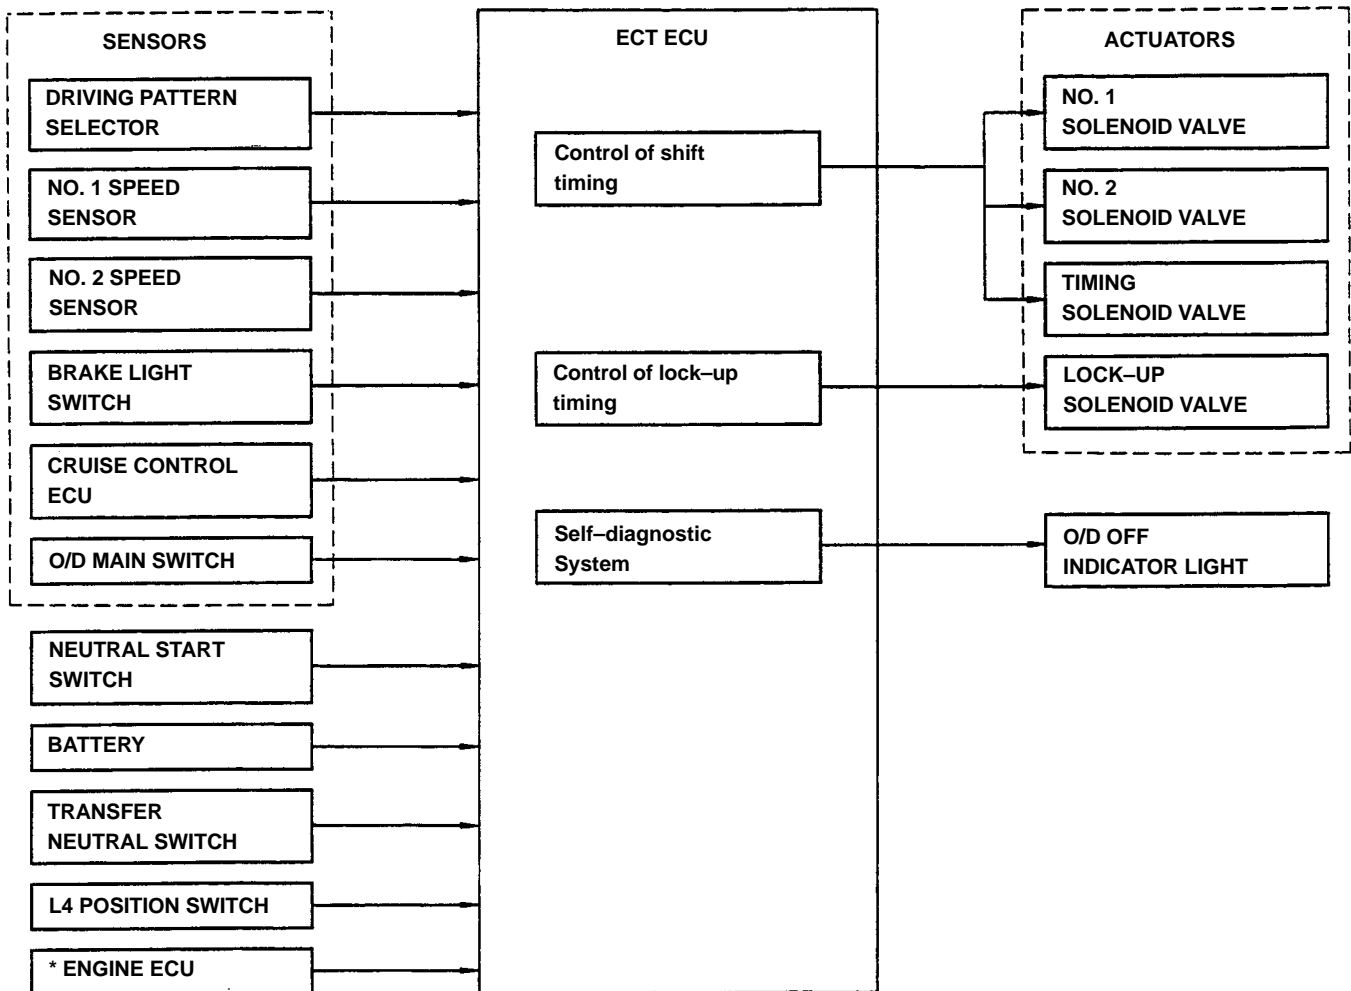 SENSORS
DRIVING PATTERN
SELECTOR
NO. 1 SPEED
SENSOR
NO. 2 SPEED
SENSOR
BRAKE LIGHT
SWITCH
CRUISE CONTROL
ECU
O/D MAIN SWITCH
NEUTRAL START
SWITCH
BATTERY
TRANSFER
NEUTRAL SWITCH
L4 POSITION SWITCH
* ENGINE ECU
ECT ECU
Control of shift
timing
Control of lock–up
timing
Self–diagnostic
System
ACTUATORS
NO. 1
SOLENOID VALVE
NO. 2
SOLENOID VALVE
TIMING
SOLENOID VALVE
LOCK–UP
SOLENOID VALVE
O/D OFF
INDICATOR LIGHT